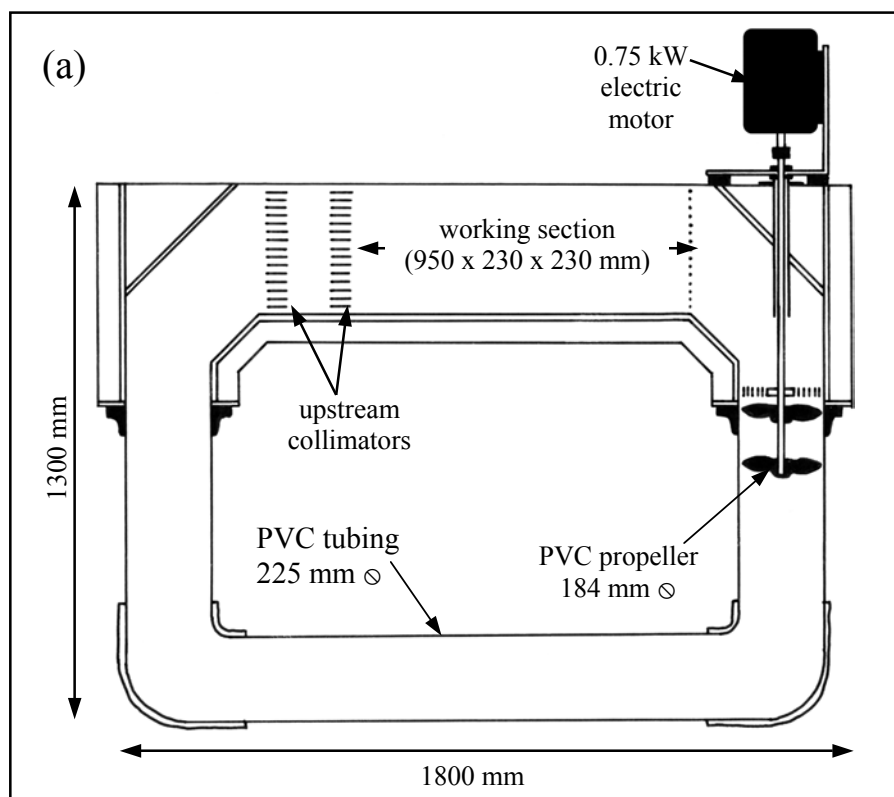 (a)
0.75 kW
electric
motor
working section
(950 x 230 x 230 mm)
upstream
collimators
1300 mm
PVC tubing
225 mm ⦸
PVC propeller
184 mm ⦸
1800 mm